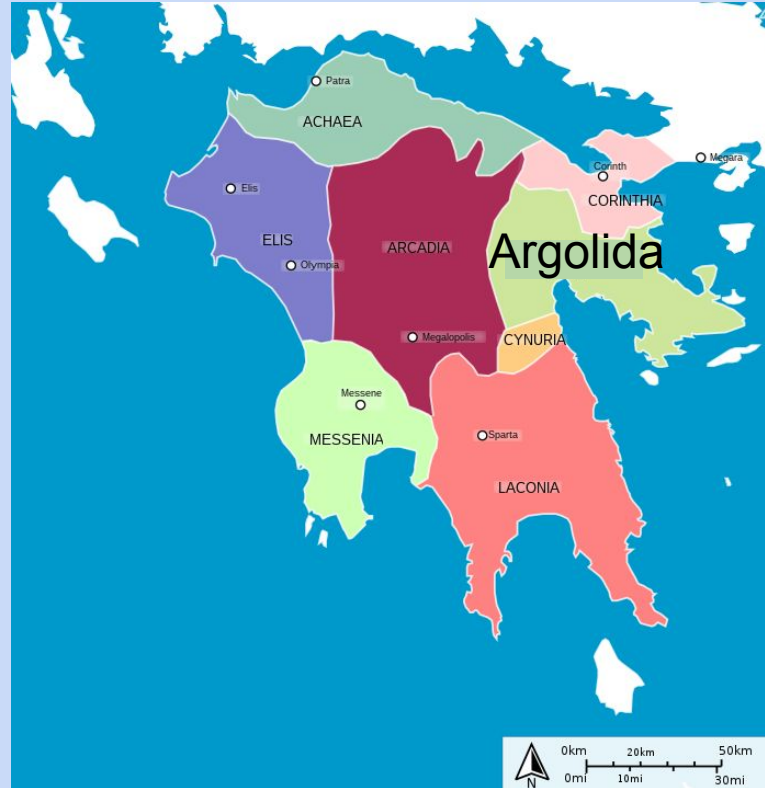 Patra
ACHAEA
Megara
Corinth
Elis
CORINTHIA
ELIS
ARCADIA
Argolida
Olympia
Megalopolis
CYNURIA
Messene
MESSENIA
Sparta
LACONIA
0km 20km 50km
0mi 10mi 30mi
N